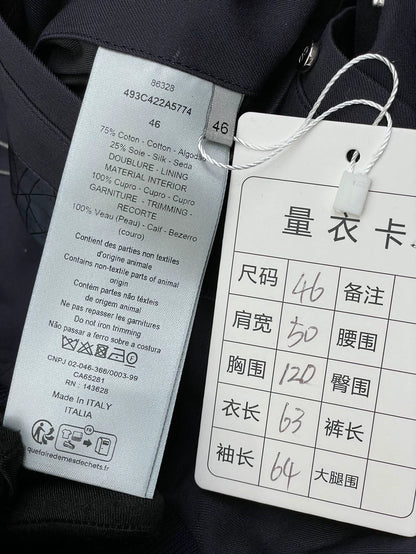 86328
493C422A5774
46
75% Coton - Cotton - Algodão
25% Soie - Silk - Seda
DOUBLURE - LINING
MATERIAL INTERIOR
100% Cupro - Cupro - Cupro
GARNITURE - TRIMMING -
RECORTE
100% Veau (Peau) - Calf - Bezerro
(couro)
Contient des parties non textiles
d'origine animale
Contains non-textile parts of animal
origin
Contém partes não têxteis
de origem animal
Ne pas repasser les garnitures
Do not iron trimming
Não passar a ferro sobre a costura
CNPJ 02-046-368/0003-99
CA65281
RN : 143628
Made In ITALY
ITALIA
FR
quefairedemesdechets.fr
46
量衣卡
尺码 46 备注
肩宽 50 腰围
胸围 120 臀围
衣长 63 裤长
袖长 64 大腿围